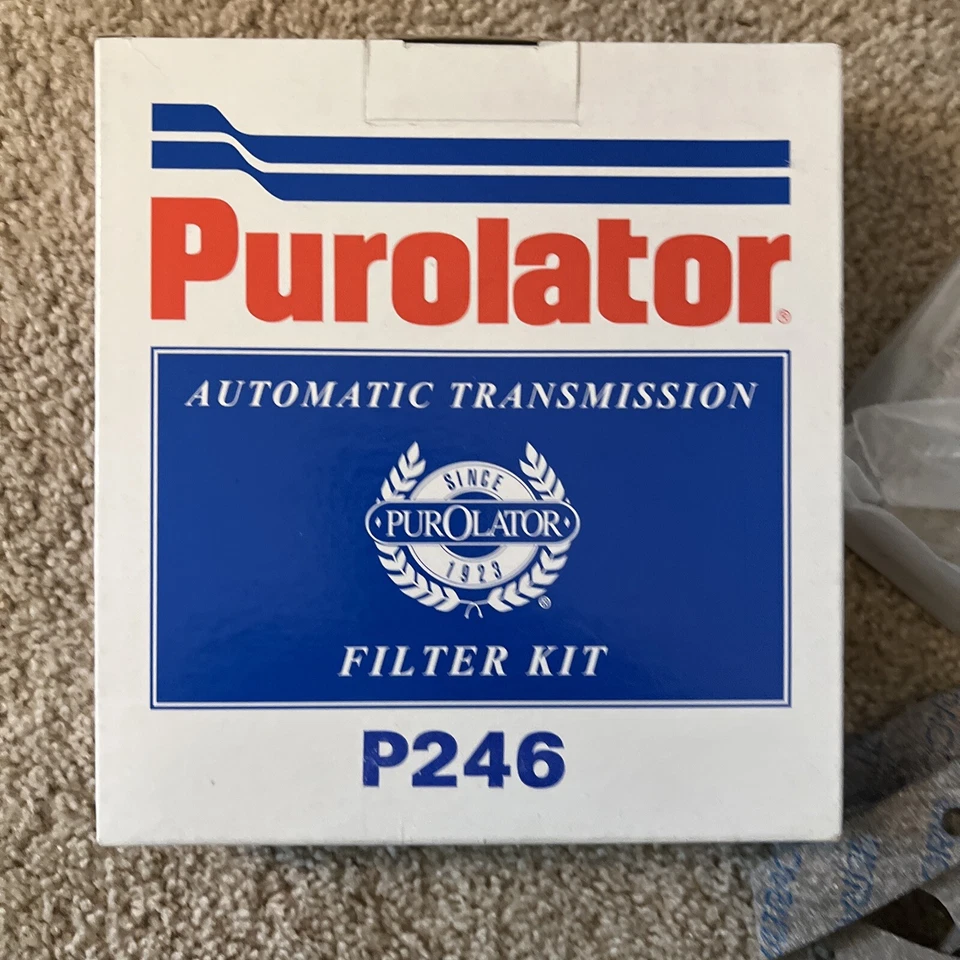 Purolator®
AUTOMATIC TRANSMISSION
SINCE
PUROLATOR
1923
®
FILTER KIT
P246